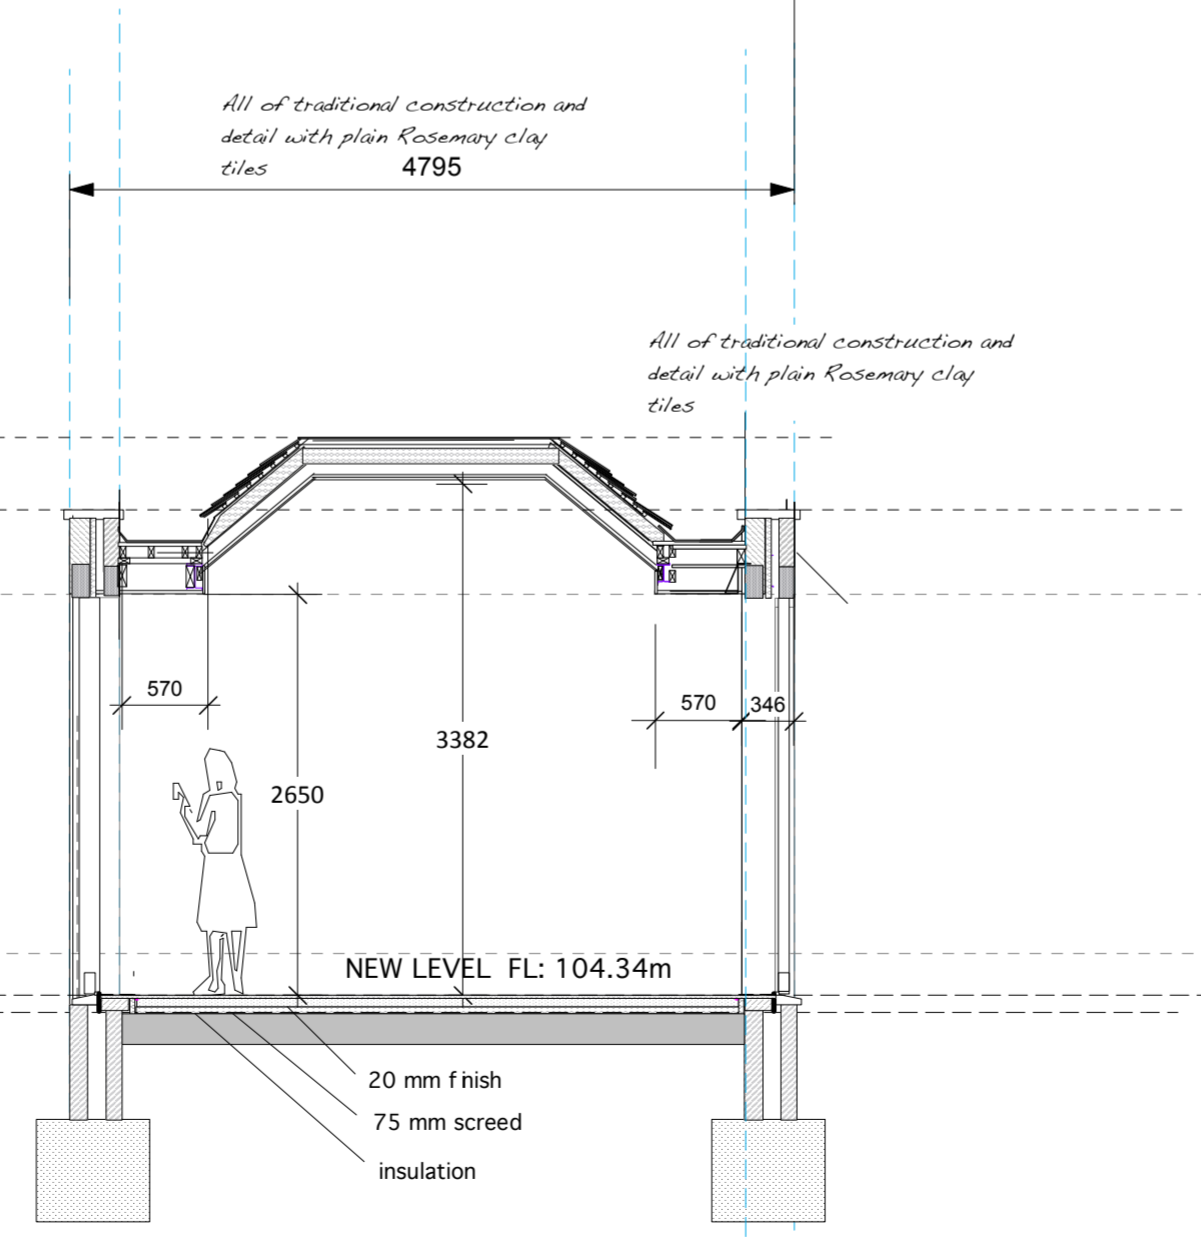 All of traditional construction and
detail with plain Rosemary clay
tiles
4795
All of traditional construction and
detail with plain Rosemary clay
tiles
570
570
346
3382
2650
NEW LEVEL FL: 104.34m
20 mm finish
75 mm screed
insulation